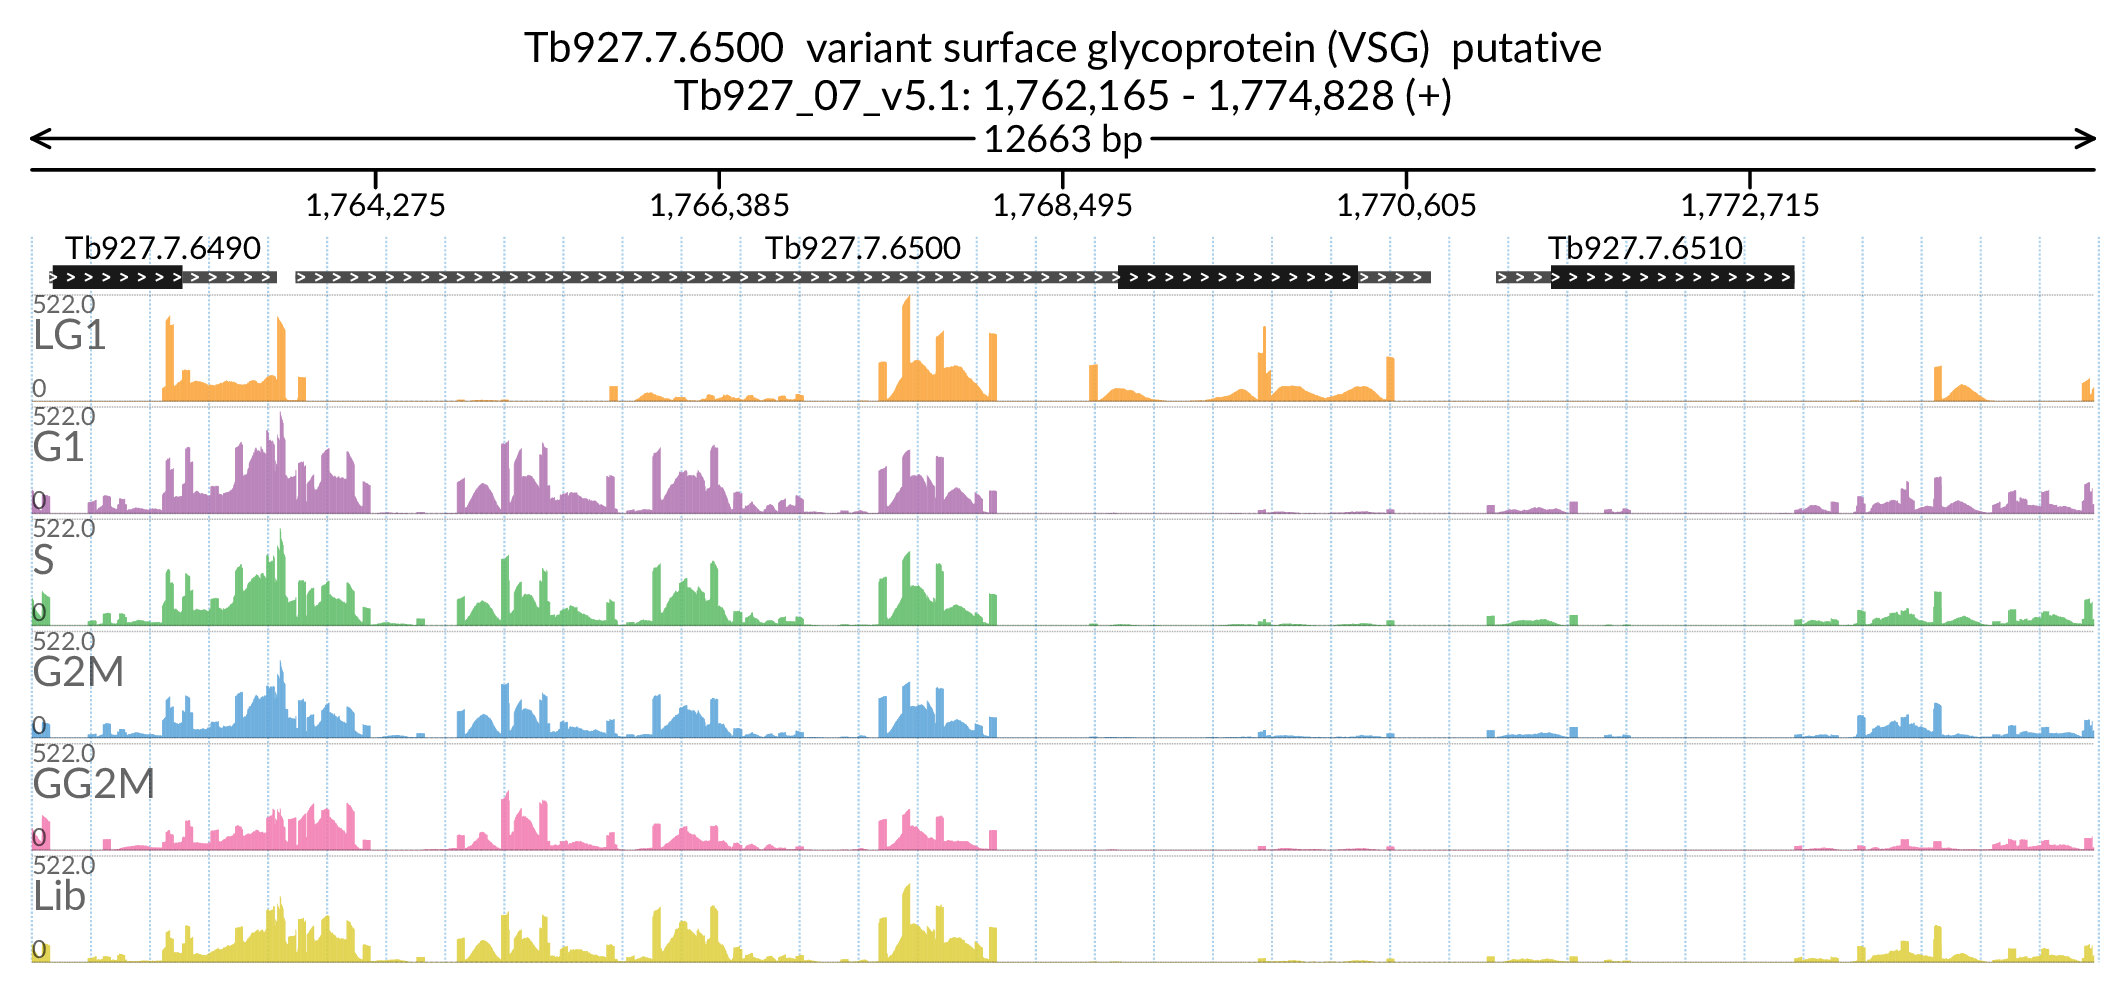 Tb927.7.6500  variant surface glycoprotein (VSG)  putative
Tb927_07_v5.1: 1,762,165 - 1,774,828 (+)
12663 bp
1,764,275 1,766,385 1,768,495 1,770,605 1,772,715
Tb927.7.6490 Tb927.7.6500 Tb927.7.6510
522.0
LG1
0
522.0
G1
0
522.0
S
0
522.0
G2M
0
522.0
GG2M
0
522.0
Lib
0